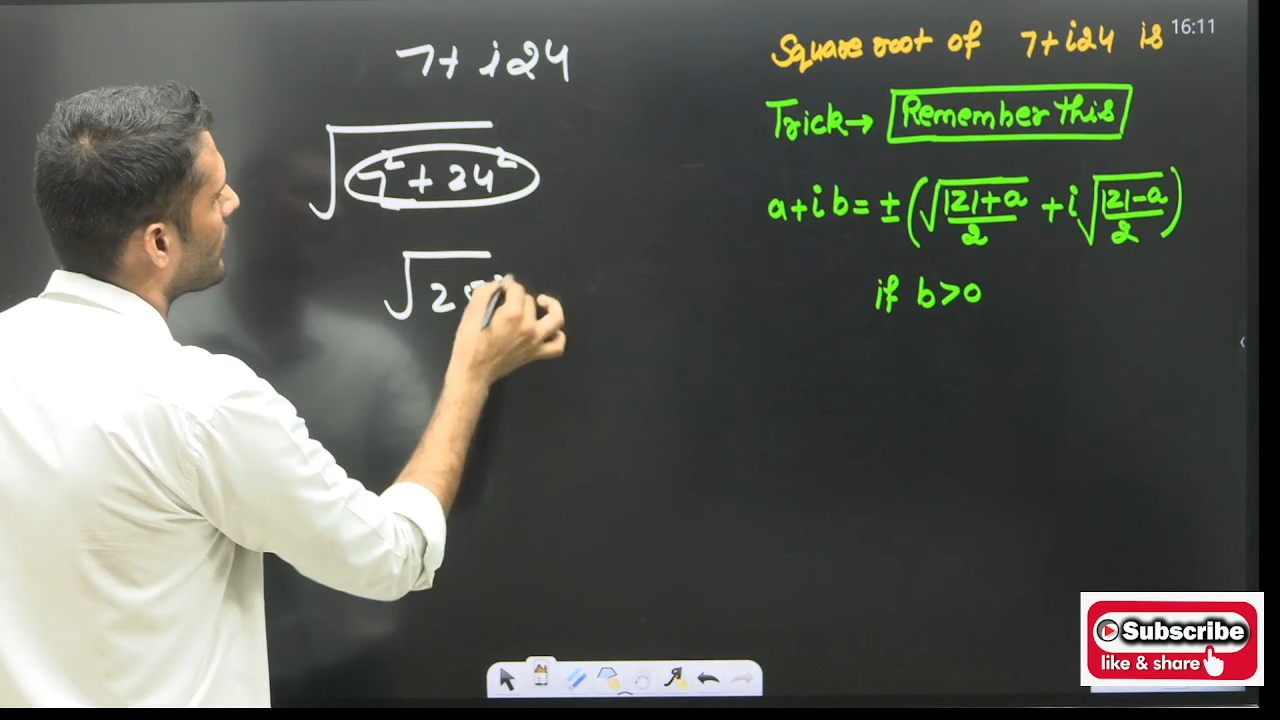 7+i24
√7²+24²
√25
Square root of 7+i24 is
16:11
Trick→ Remember this
a+ib=±(√|z|+a/2 +i√|z|-a/2)
if b>0
Subscribe
like & share